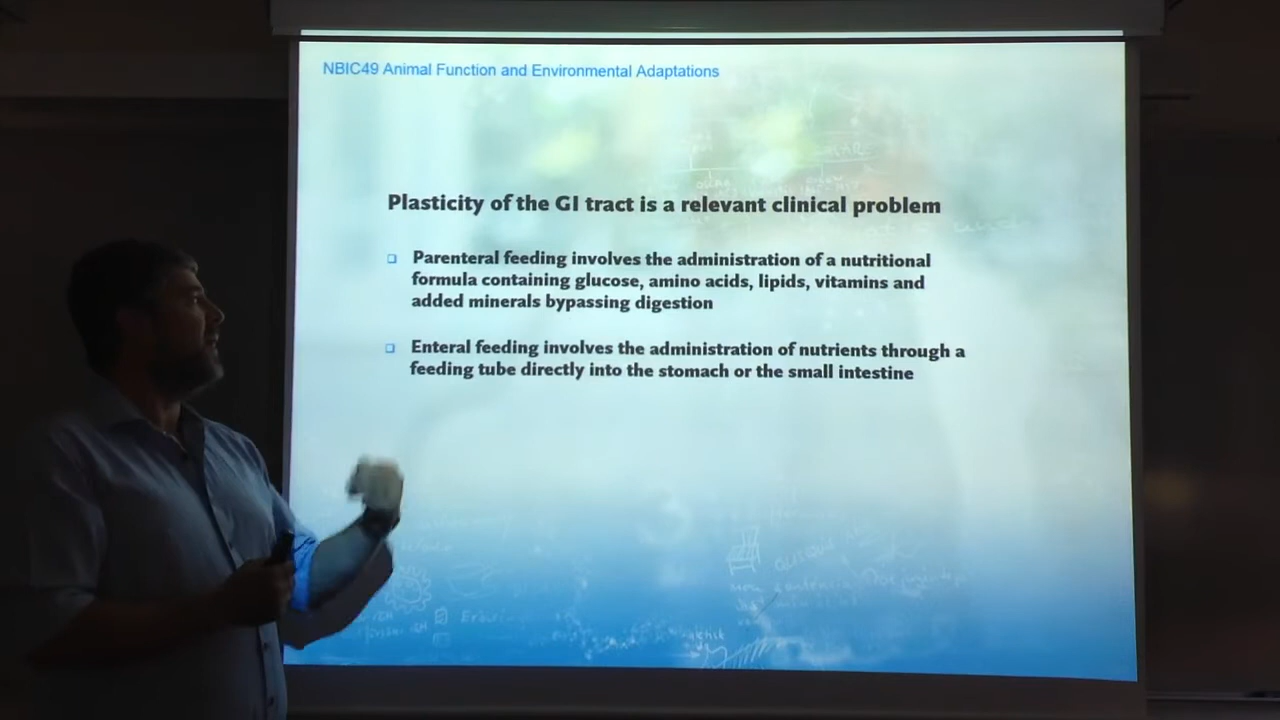 NBIC49 Animal Function and Environmental Adaptations
Plasticity of the GI tract is a relevant clinical problem
Parenteral feeding involves the administration of a nutritional
formula containing glucose, amino acids, lipids, vitamins and
added minerals bypassing digestion
Enteral feeding involves the administration of nutrients through a
feeding tube directly into the stomach or the small intestine